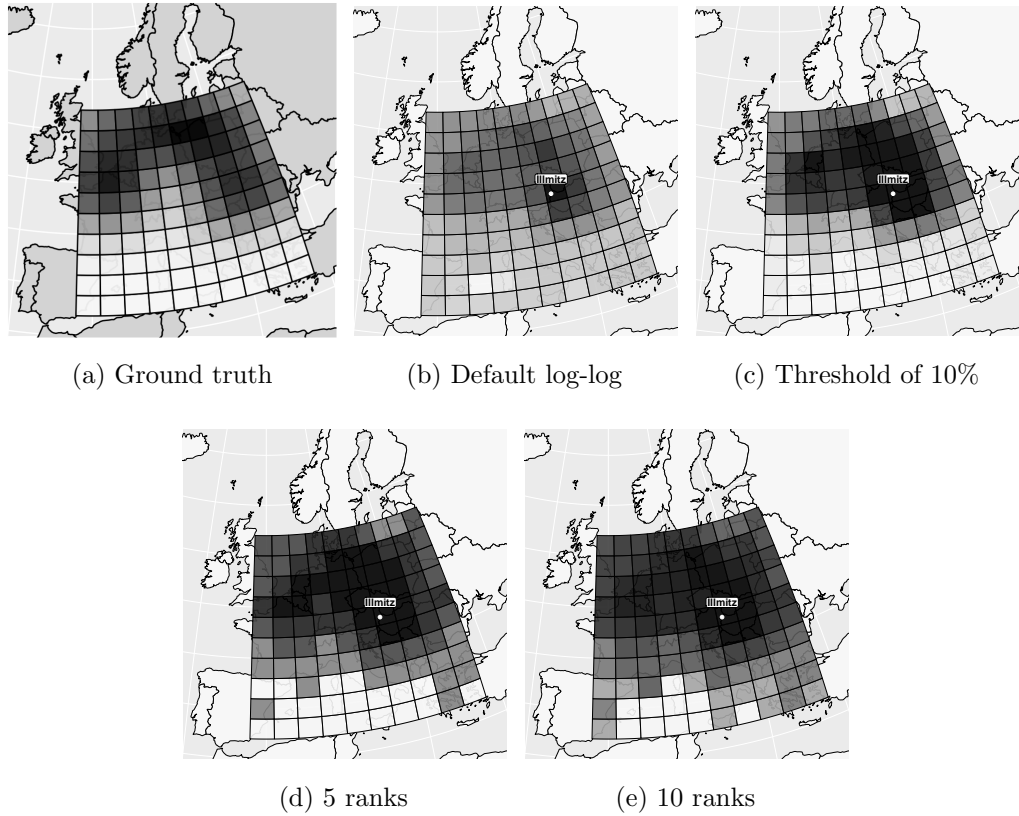 Illmitz
Illmitz
(a) Ground truth
(b) Default log-log
(c) Threshold of 10%
Illmitz
Illmitz
(d) 5 ranks
(e) 10 ranks